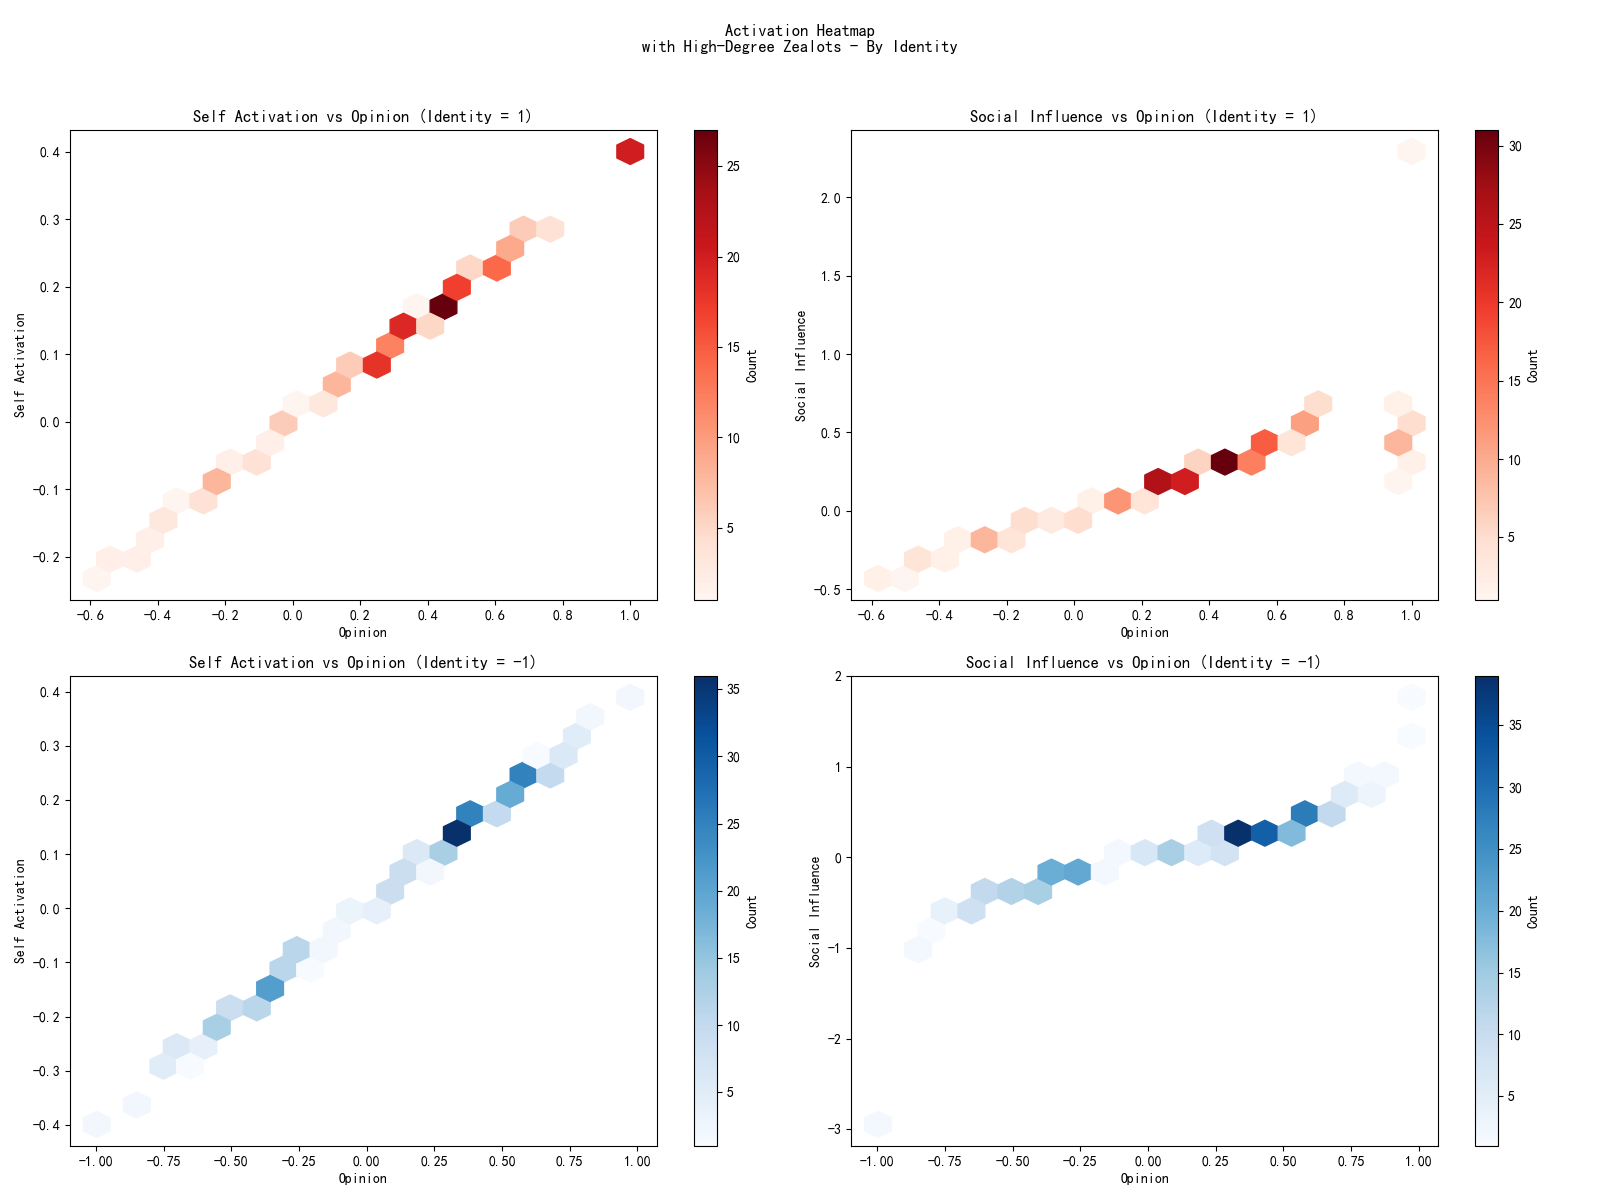 Activation Heatmap
with High-Degree Zealots - By Identity
Self Activation vs Opinion (Identity = 1)
0.4
0.3
0.2
0.1
0.0
−0.1
−0.2
Self Activation
−0.6 −0.4 −0.2 0.0 0.2 0.4 0.6 0.8 1.0
Opinion
25
20
15
10
5
Count
Social Influence vs Opinion (Identity = 1)
2.0
1.5
1.0
0.5
0.0
−0.5
Social Influence
−0.6 −0.4 −0.2 0.0 0.2 0.4 0.6 0.8 1.0
Opinion
30
25
20
15
10
5
Count
Self Activation vs Opinion (Identity = −1)
0.4
0.3
0.2
0.1
0.0
−0.1
−0.2
−0.3
−0.4
Self Activation
−1.00 −0.75 −0.50 −0.25 0.00 0.25 0.50 0.75 1.00
Opinion
35
30
25
20
15
10
5
Count
Social Influence vs Opinion (Identity = −1)
2
1
0
−1
−2
−3
Social Influence
−1.00 −0.75 −0.50 −0.25 0.00 0.25 0.50 0.75 1.00
Opinion
35
30
25
20
15
10
5
Count